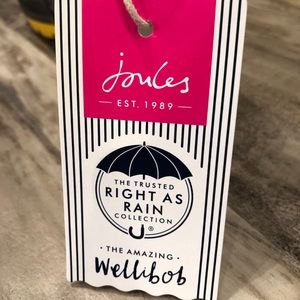 Joules
— EST. 1989 —
THE TRUSTED
RIGHT AS
RAIN
COLLECTION
®
· THE AMAZING ·
Wellibob